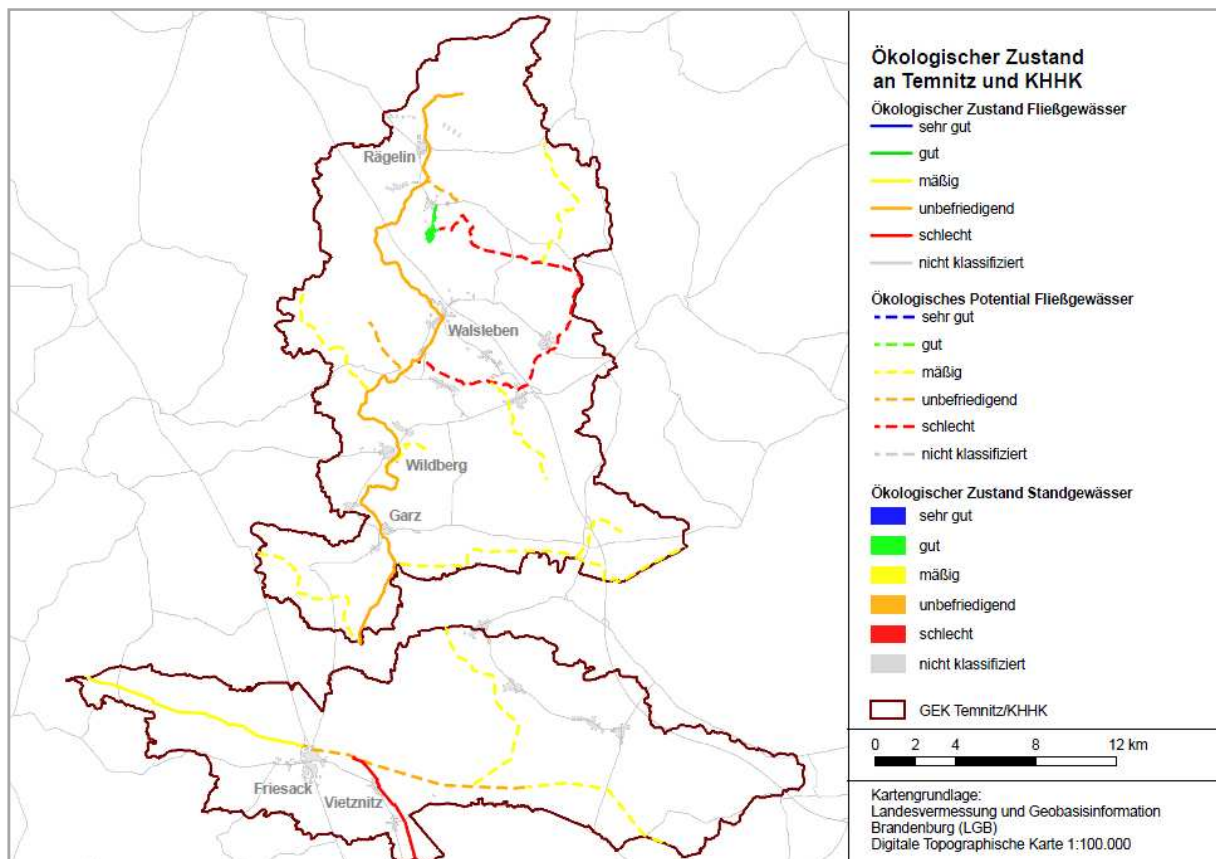 Ökologischer Zustand
an Temnitz und KHHK
Ökologischer Zustand Fließgewässer
sehr gut
gut
mäßig
unbefriedigend
schlecht
nicht klassifiziert
Ökologisches Potential Fließgewässer
sehr gut
gut
mäßig
unbefriedigend
schlecht
nicht klassifiziert
Ökologischer Zustand Standgewässer
sehr gut
gut
mäßig
unbefriedigend
schlecht
nicht klassifiziert
GEK Temnitz/KHHK
0 2 4 8 12 km
Kartengrundlage:
Landesvermessung und Geobasisinformation
Brandenburg (LGB)
Digitale Topographische Karte 1:100.000
Rägelin
Walsleben
Wildberg
Garz
Friesack
Vietznitz